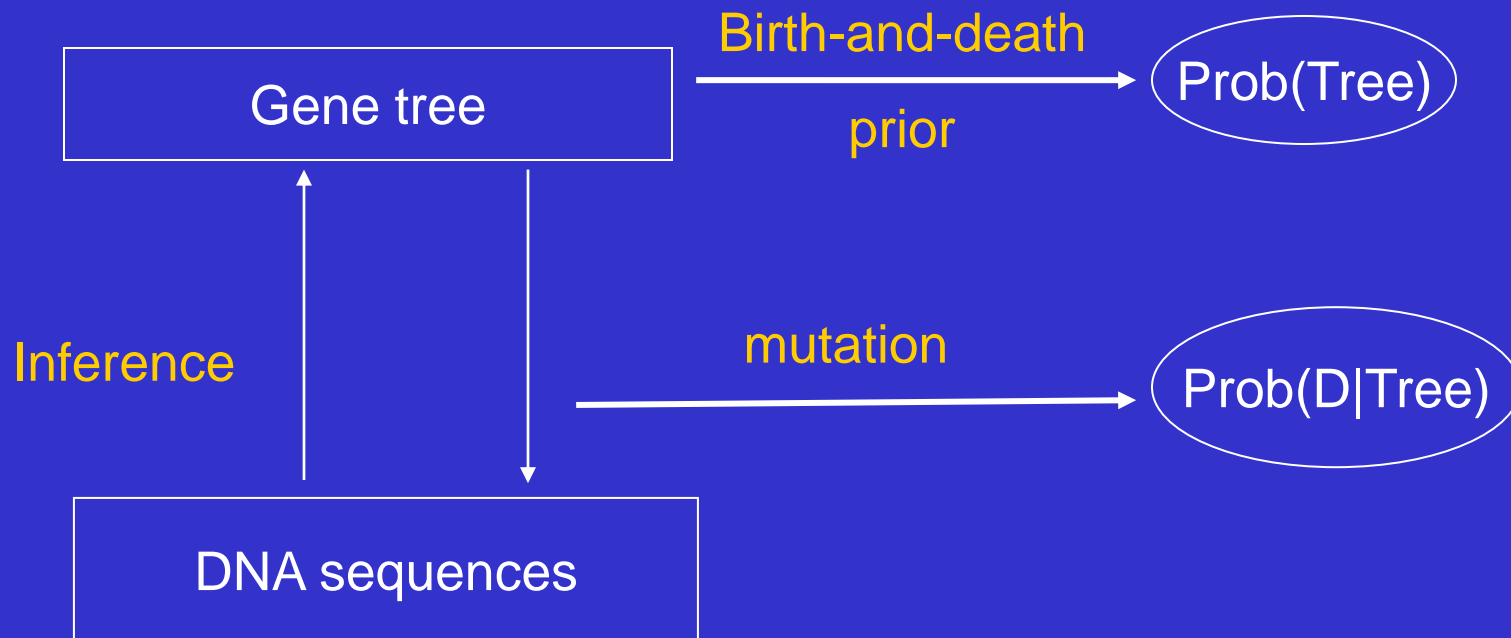 Birth-and-death
Gene tree
Prob(Tree)
prior
Inference
mutation
Prob(D|Tree)
DNA sequences